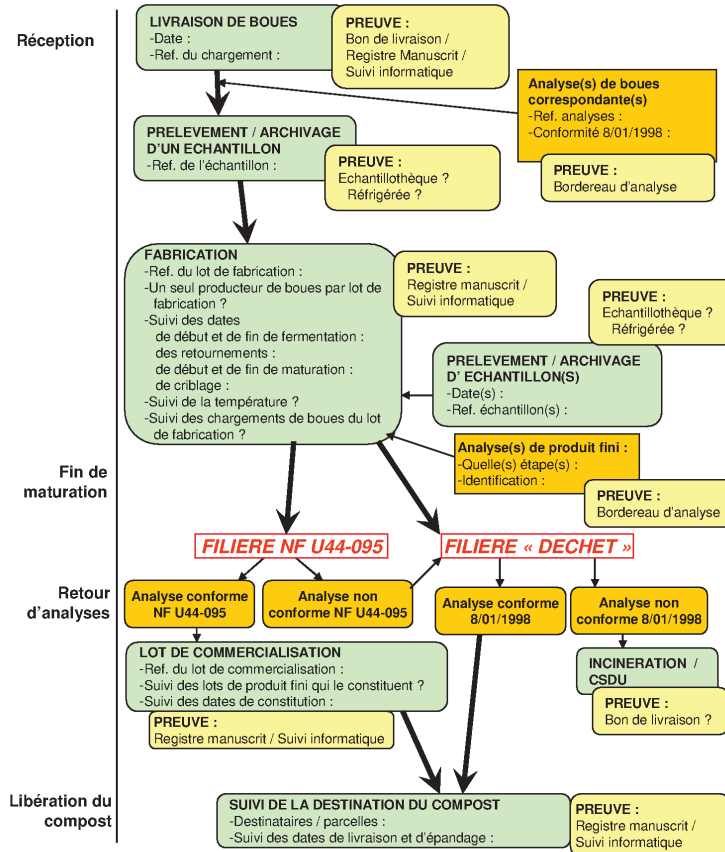 Réception
LIVRAISON DE BOUES
-Date :
-Ref. du chargement :
PREUVE :
Bon de livraison /
Registre Manuscrit /
Suivi informatique
Analyse(s) de boues
correspondante(s)
-Ref. analyses :
-Conformité 8/01/1998 :
PREUVE :
Bordereau d'analyse
PRELEVEMENT / ARCHIVAGE
D'UN ECHANTILLON
-Ref. de l'échantillon :
PREUVE :
Echantillothèque ?
Réfrigérée ?
FABRICATION
-Ref. du lot de fabrication :
-Un seul producteur de boues par lot de
fabrication ?
-Suivi des dates
de début et de fin de fermentation :
des retournements :
de début et de fin de maturation :
de criblage :
-Suivi de la température ?
-Suivi des chargements de boues du lot
de fabrication ?
PREUVE :
Registre manuscrit /
Suivi informatique
PREUVE :
Echantillothèque ?
Réfrigérée ?
PRELEVEMENT / ARCHIVAGE
D' ECHANTILLON(S)
-Date(s) :
-Ref. échantillon(s) :
Analyse(s) de produit fini :
-Quelle(s) étape(s) :
-Identification :
PREUVE :
Bordereau d'analyse
Fin de
maturation
FILIERE NF U44-095
FILIERE « DECHET »
Retour
d'analyses
Analyse conforme
NF U44-095
Analyse non
conforme NF U44-095
Analyse conforme
8/01/1998
Analyse non
conforme 8/01/1998
LOT DE COMMERCIALISATION
-Ref. du lot de commercialisation :
-Suivi des lots de produit fini qui le constituent ?
-Suivi des dates de constitution :
PREUVE :
Registre manuscrit / Suivi informatique
INCINERATION /
CSDU
PREUVE :
Bon de livraison ?
Libération du
compost
SUIVI DE LA DESTINATION DU COMPOST
-Destinataires / parcelles :
-Suivi des dates de livraison et d'épandage :
PREUVE :
Registre manuscrit /
Suivi informatique